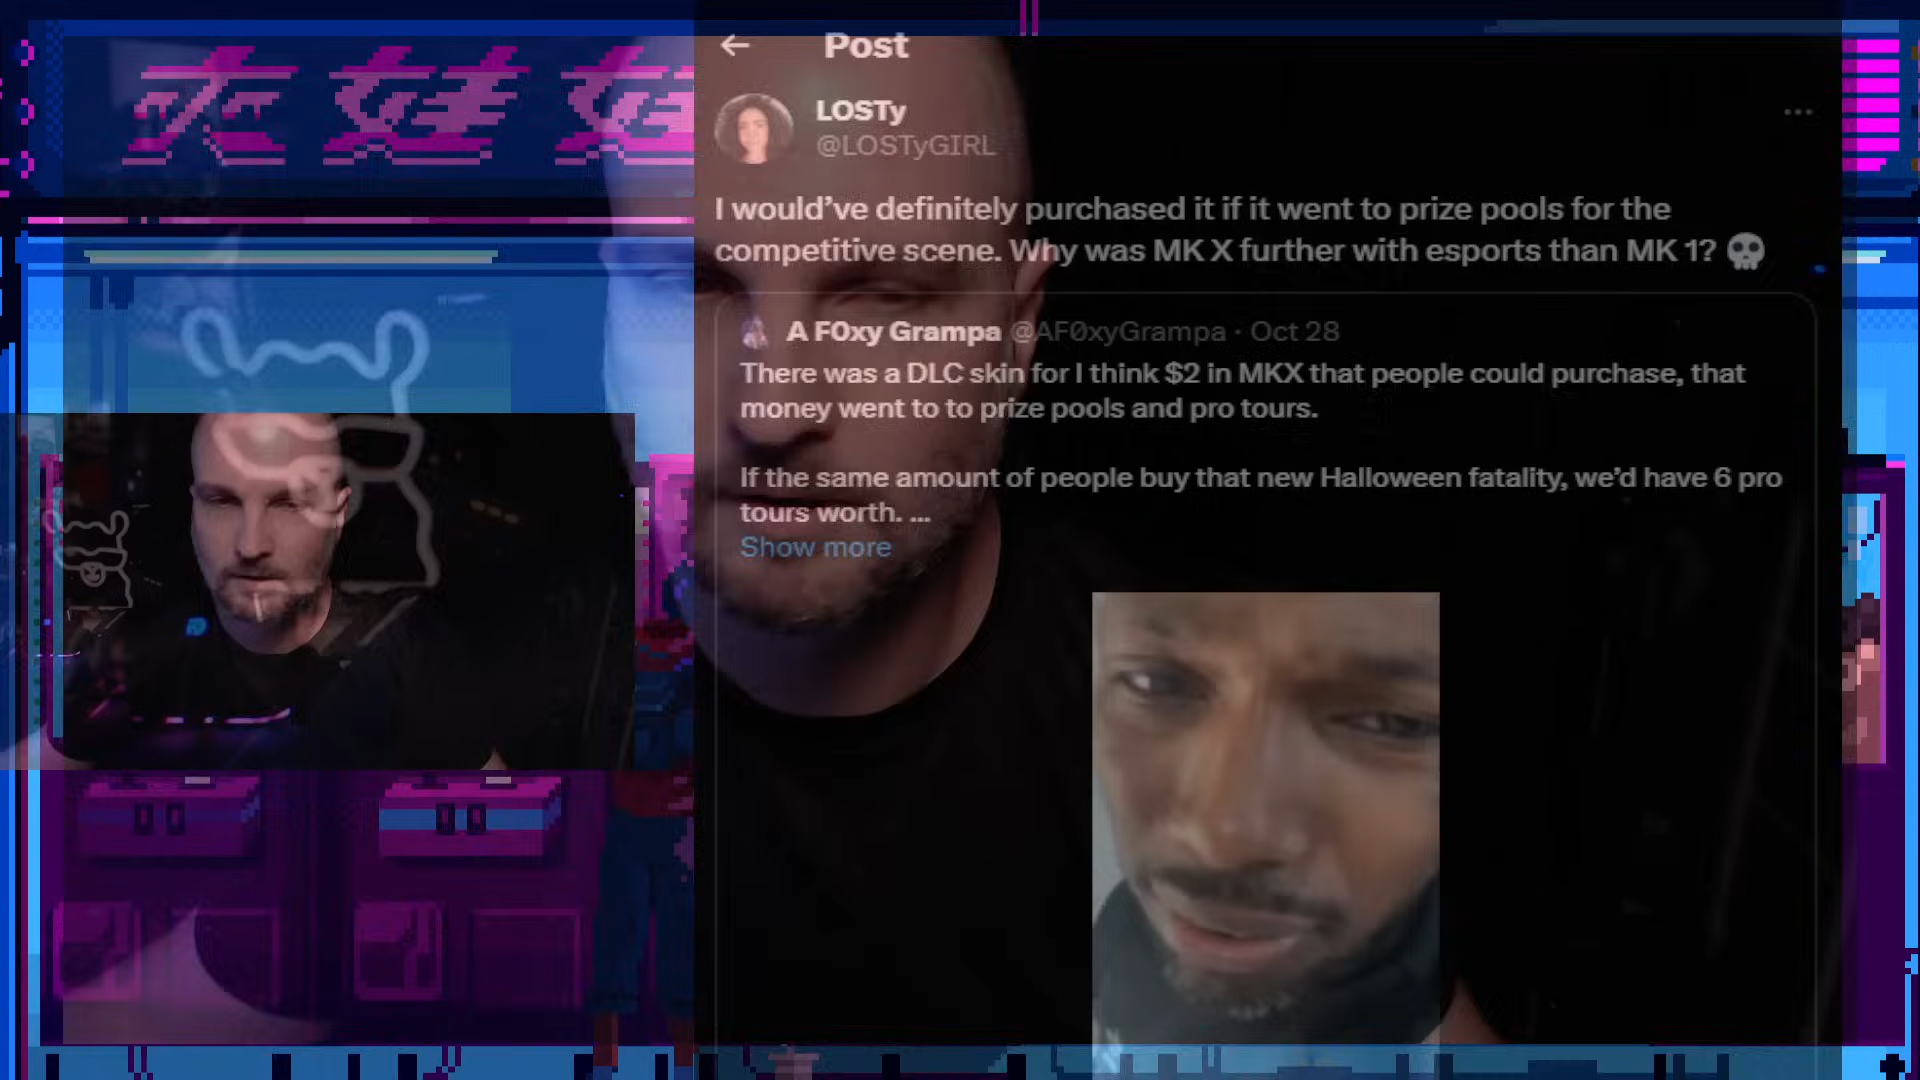 Post
LOSTy
@LOSTyGIRL
I would’ve definitely purchased it if it went to prize pools for the
competitive scene. Why was MK X further with esports than MK 1? 💀
A F0xy Grampa @AF0xyGrampa · Oct 28
There was a DLC skin for I think $2 in MKX that people could purchase, that
money went to to prize pools and pro tours.
If the same amount of people buy that new Halloween fatality, we’d have 6 pro
tours worth. ...
Show more